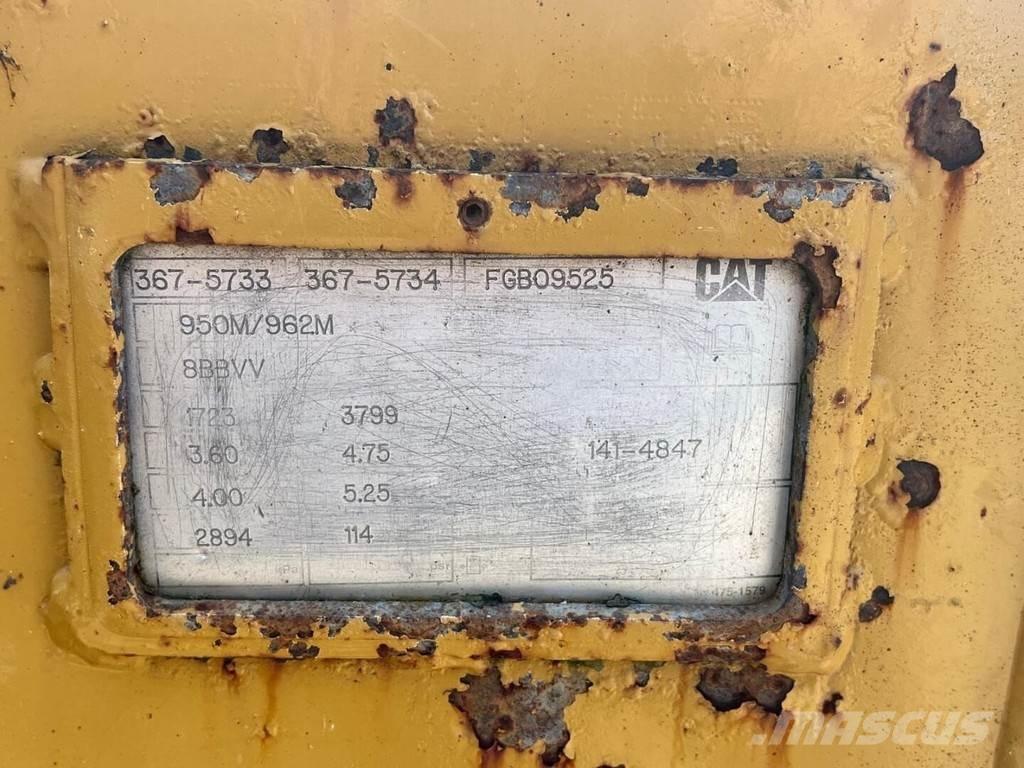 367-5733 367-5734 FGB09525 CAT
950M/962M
8BBVV
1723 3799
3.60 4.75 141-4847
4.00 5.25
2894 114
475-1579
MASCUS